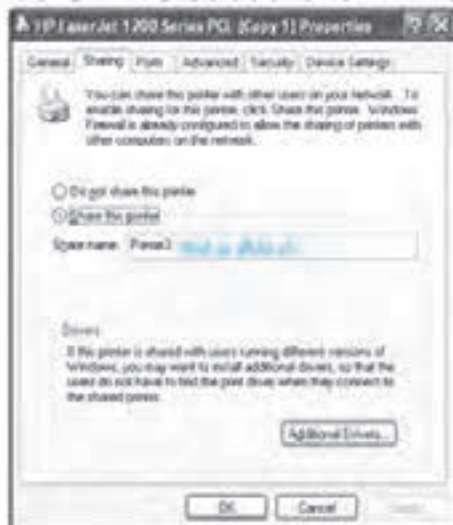 HP LaserJet 1200 Series PCL (Copy 1) Properties
General Sharing Ports Advanced Security Device Settings
You can share this printer with other users on your network. To
enable sharing for this printer, click Share this printer. Windows
Firewall is already configured to allow the sharing of printers with
other computers on the network.
Do not share this printer
Share this printer
Share name: Printer3
Drivers
If this printer is shared with users running different versions of
Windows, you may want to install additional drivers, so that the
users do not have to find the print driver when they connect to
the shared printer.
Additional Drivers...
OK Cancel